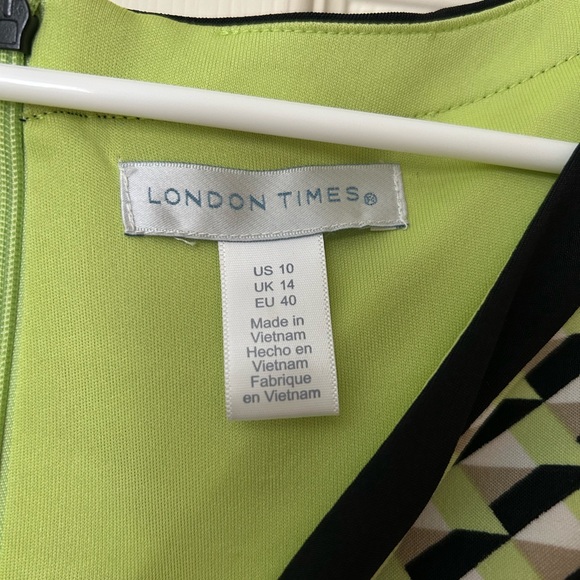 LONDON TIMES®
US 10
UK 14
EU 40
Made in
Vietnam
Hecho en
Vietnam
Fabrique
en Vietnam